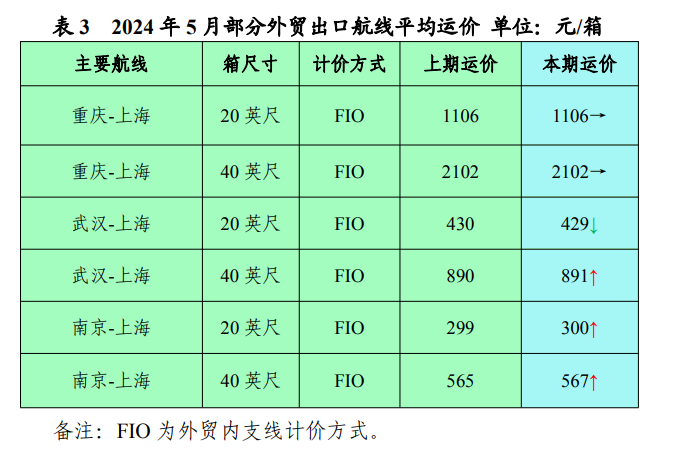 表 3 2024 年 5 月部分外贸出口航线平均运价 单位：元/箱
主要航线 箱尺寸 计价方式 上期运价 本期运价
重庆-上海 20 英尺 FIO 1106 1106→
重庆-上海 40 英尺 FIO 2102 2102→
武汉-上海 20 英尺 FIO 430 429↓
武汉-上海 40 英尺 FIO 890 891↑
南京-上海 20 英尺 FIO 299 300↑
南京-上海 40 英尺 FIO 565 567↑
备注：FIO 为外贸内支线计价方式。